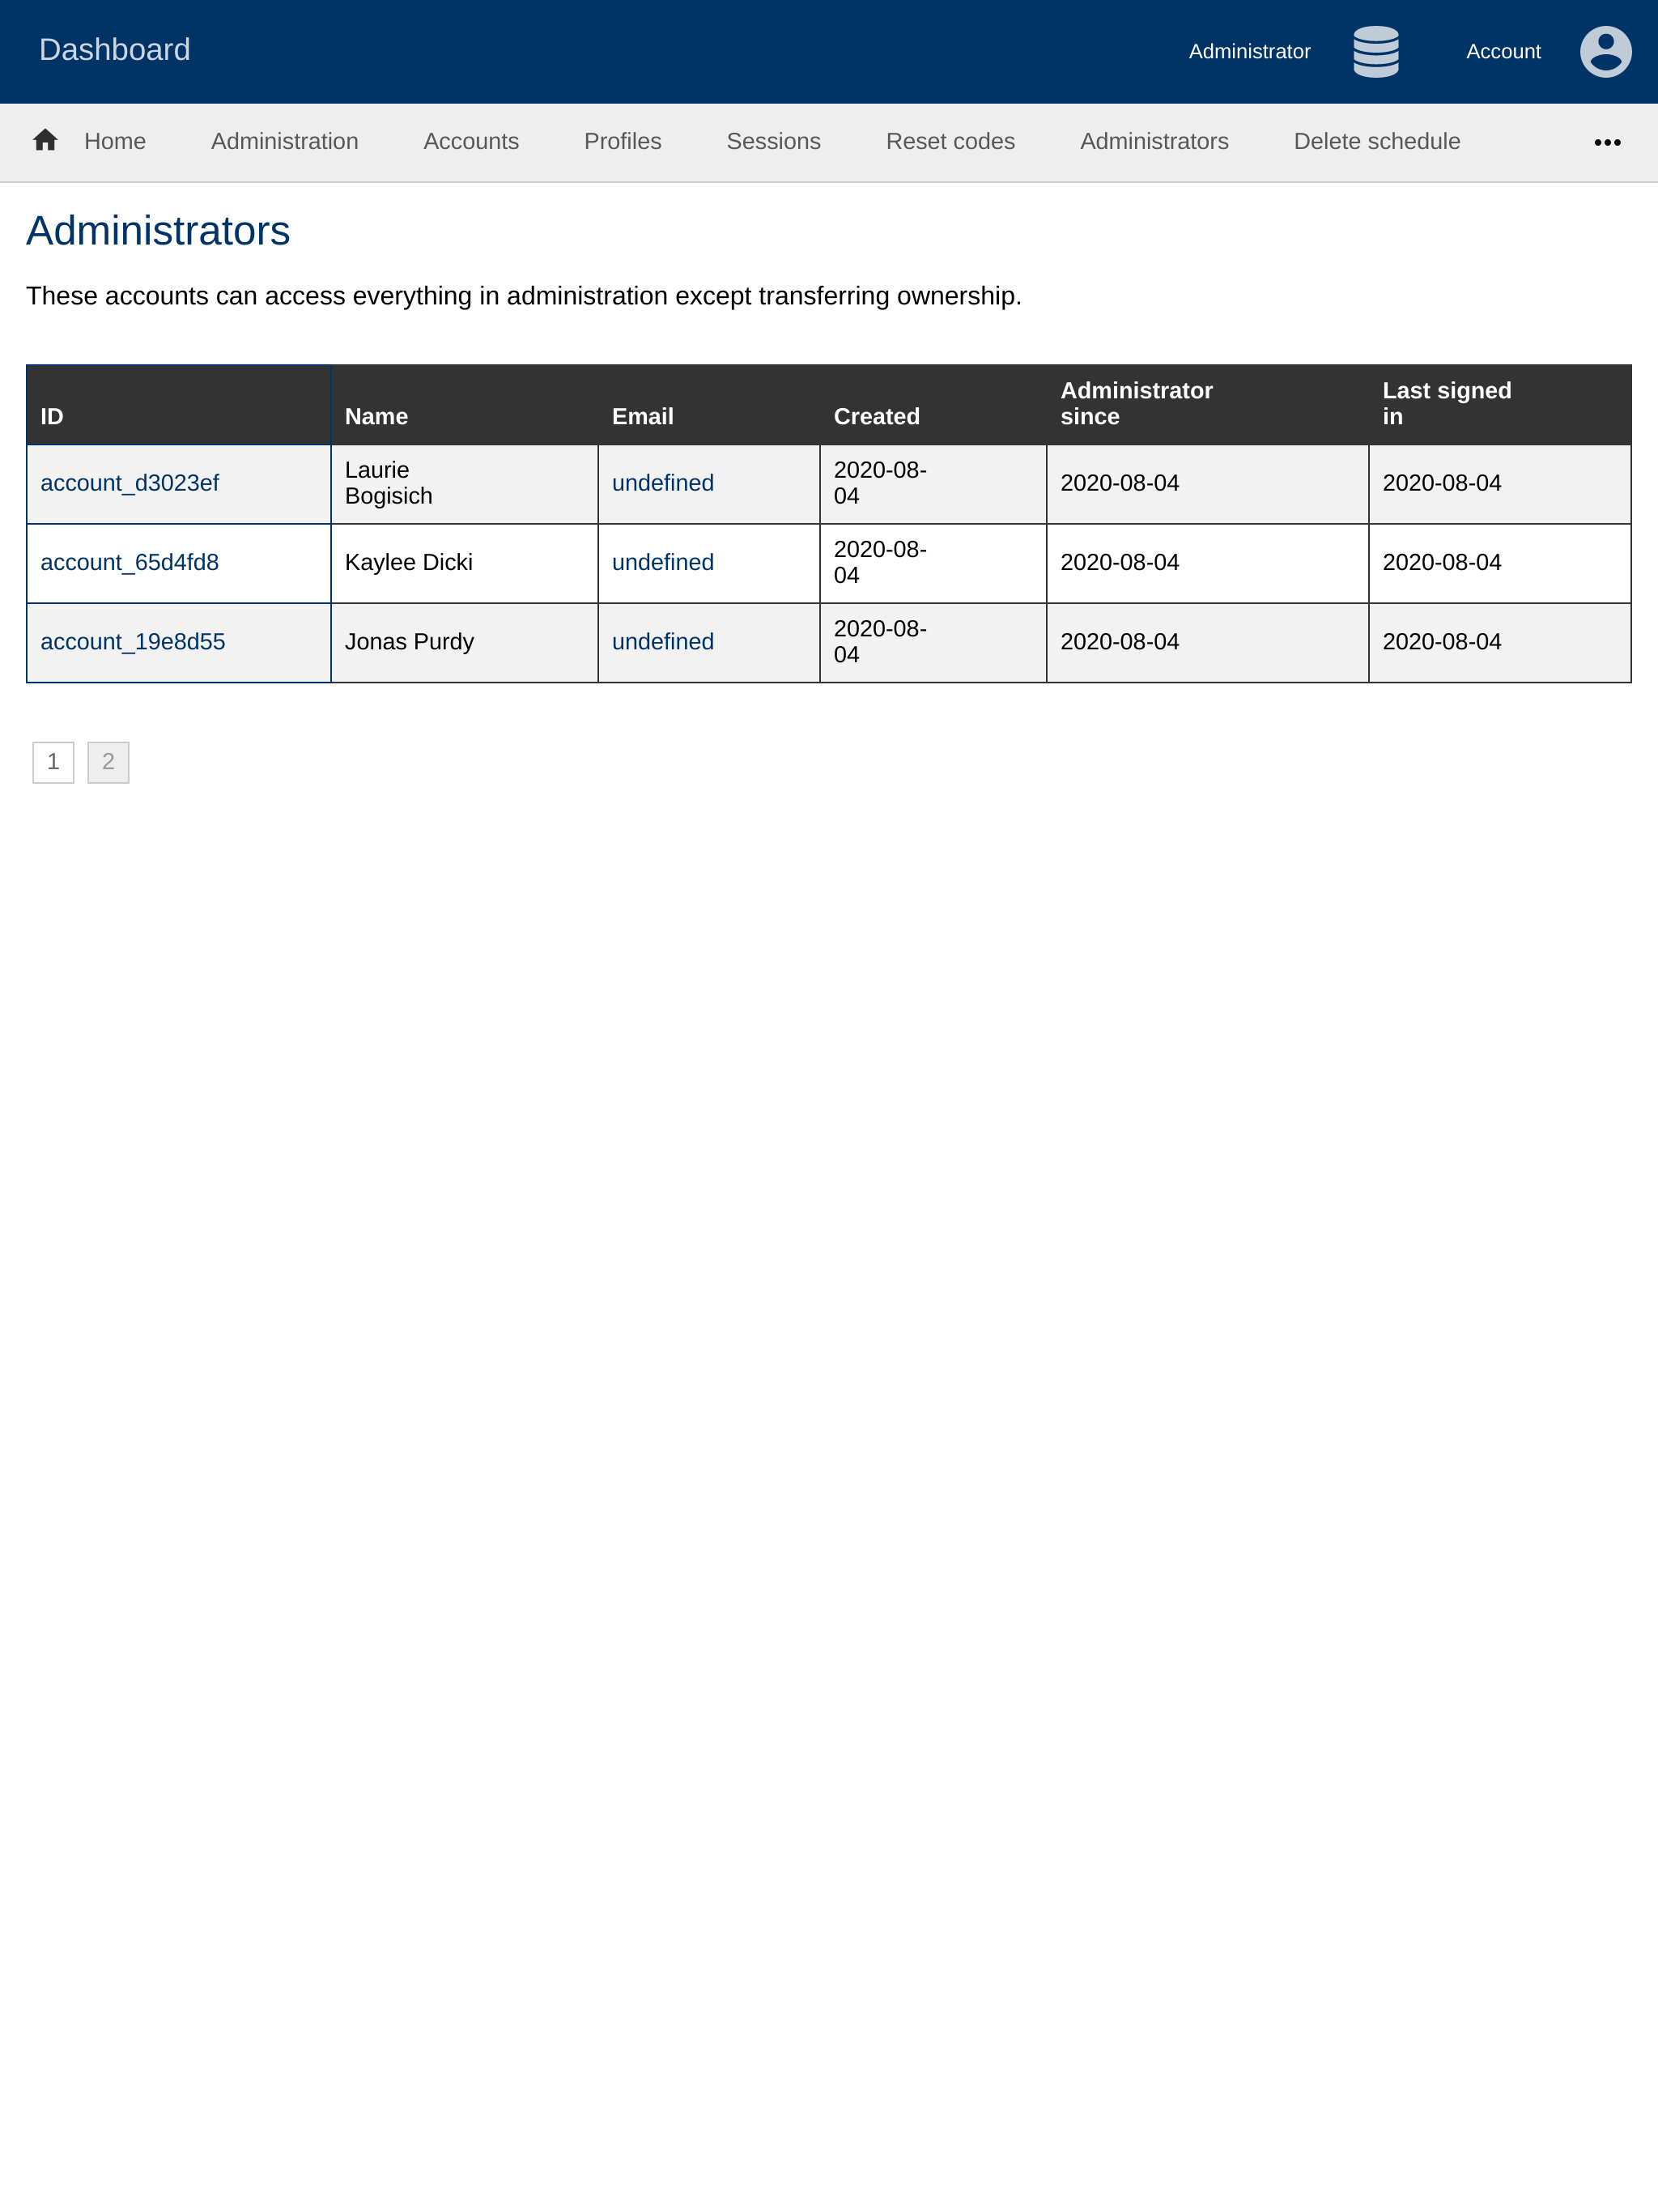 Dashboard
Administrator
Account
Home Administration Accounts Profiles Sessions Reset codes Administrators Delete schedule
Administrators
These accounts can access everything in administration except transferring ownership.
ID Name Email Created Administrator since Last signed in
account_d3023ef Laurie Bogisich undefined 2020-08-04 2020-08-04 2020-08-04
account_65d4fd8 Kaylee Dicki undefined 2020-08-04 2020-08-04 2020-08-04
account_19e8d55 Jonas Purdy undefined 2020-08-04 2020-08-04 2020-08-04
1 2